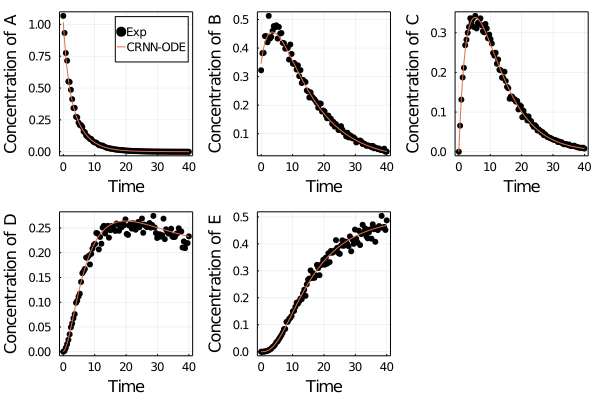 Concentration of A
1.00
0.75
0.50
0.25
0.00
Exp
CRNN-ODE
0 10 20 30 40
Time
Concentration of B
0.5
0.4
0.3
0.2
0.1
0 10 20 30 40
Time
Concentration of C
0.3
0.2
0.1
0.0
0 10 20 30 40
Time
Concentration of D
0.25
0.20
0.15
0.10
0.05
0.00
0 10 20 30 40
Time
Concentration of E
0.5
0.4
0.3
0.2
0.1
0.0
0 10 20 30 40
Time